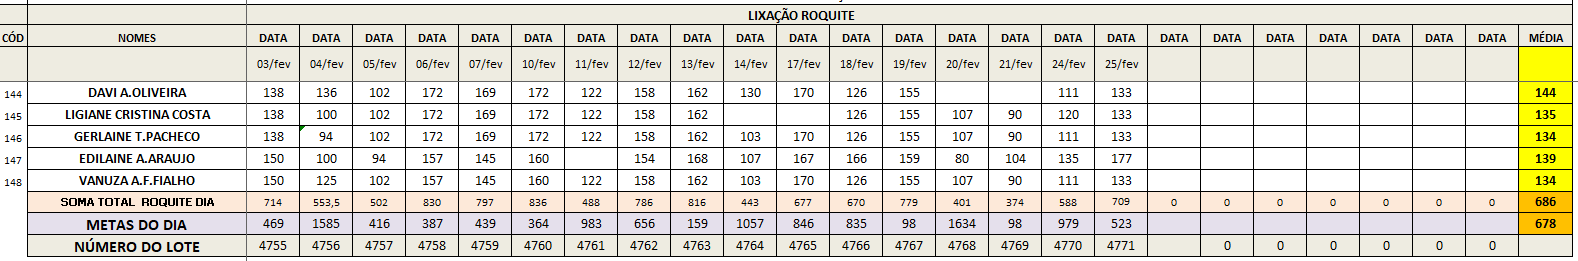 LIXAÇÃO ROQUITE
CÓD NOMES DATA DATA DATA DATA DATA DATA DATA DATA DATA DATA DATA DATA DATA DATA DATA DATA DATA DATA DATA DATA DATA DATA DATA DATA MÉDIA
03/fev 04/fev 05/fev 06/fev 07/fev 10/fev 11/fev 12/fev 13/fev 14/fev 17/fev 18/fev 19/fev 20/fev 21/fev 24/fev 25/fev
144 DAVI A.OLIVEIRA 138 136 102 172 169 172 122 158 162 130 170 126 155 111 133 144
145 LIGIANE CRISTINA COSTA 138 100 102 172 169 172 122 158 162 126 155 107 90 120 133 135
146 GERLAINE T.PACHECO 138 94 102 172 169 172 122 158 162 103 170 126 155 107 90 111 133 134
147 EDILAINE A.ARAUJO 150 100 94 157 145 160 154 168 107 167 166 159 80 104 135 177 139
148 VANUZA A.F.FIALHO 150 125 102 157 145 160 122 158 162 103 170 126 155 107 90 111 133 134
SOMA TOTAL ROQUITE DIA 714 553,5 502 830 797 836 488 786 816 443 677 670 779 401 374 588 709 0 0 0 0 0 0 0 686
METAS DO DIA 469 1585 416 387 439 364 983 656 159 1057 846 835 98 1634 98 979 523 678
NÚMERO DO LOTE 4755 4756 4757 4758 4759 4760 4761 4762 4763 4764 4765 4766 4767 4768 4769 4770 4771 0 0 0 0 0 0